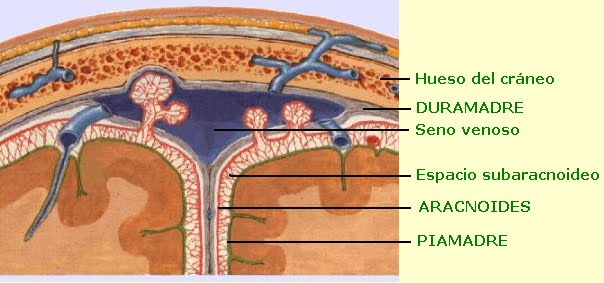 Hueso del cráneo
DURAMADRE
Seno venoso
Espacio subaracnoideo
ARACNOIDES
PIAMADRE